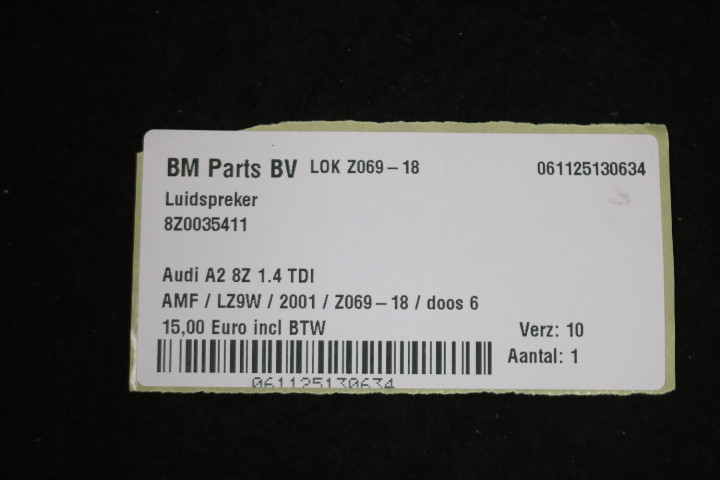 BM Parts BV LOK Z069-18 061125130634
Luidspreker
8Z0035411
Audi A2 8Z 1.4 TDI
AMF / LZ9W / 2001 / Z069-18 / doos 6
15,00 Euro incl BTW Verz: 10
Aantal: 1
061125130634